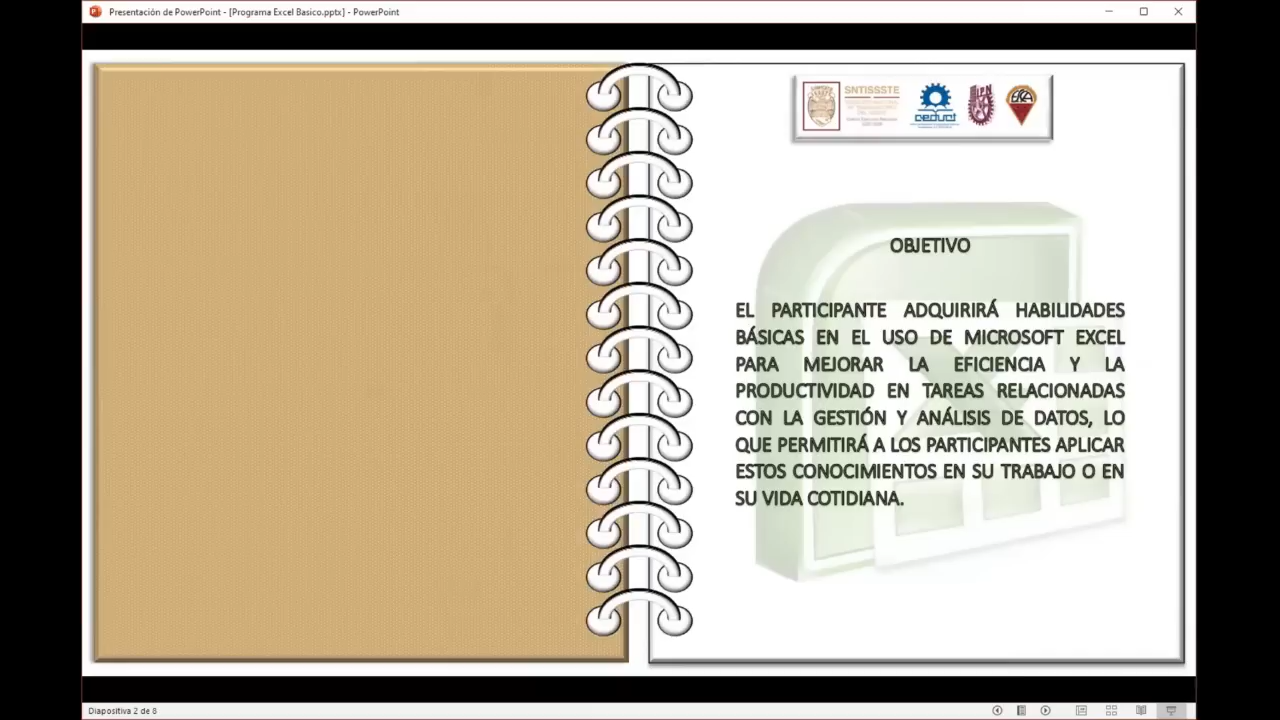 Presentación de PowerPoint - [Programa Excel Basico.pptx] - PowerPoint
SNTISSSTE
ceduct
IPN
ESCA
OBJETIVO
EL PARTICIPANTE ADQUIRIRÁ HABILIDADES
BÁSICAS EN EL USO DE MICROSOFT EXCEL
PARA MEJORAR LA EFICIENCIA Y LA
PRODUCTIVIDAD EN TAREAS RELACIONADAS
CON LA GESTIÓN Y ANÁLISIS DE DATOS, LO
QUE PERMITIRÁ A LOS PARTICIPANTES APLICAR
ESTOS CONOCIMIENTOS EN SU TRABAJO O EN
SU VIDA COTIDIANA.
Diapositiva 2 de 8